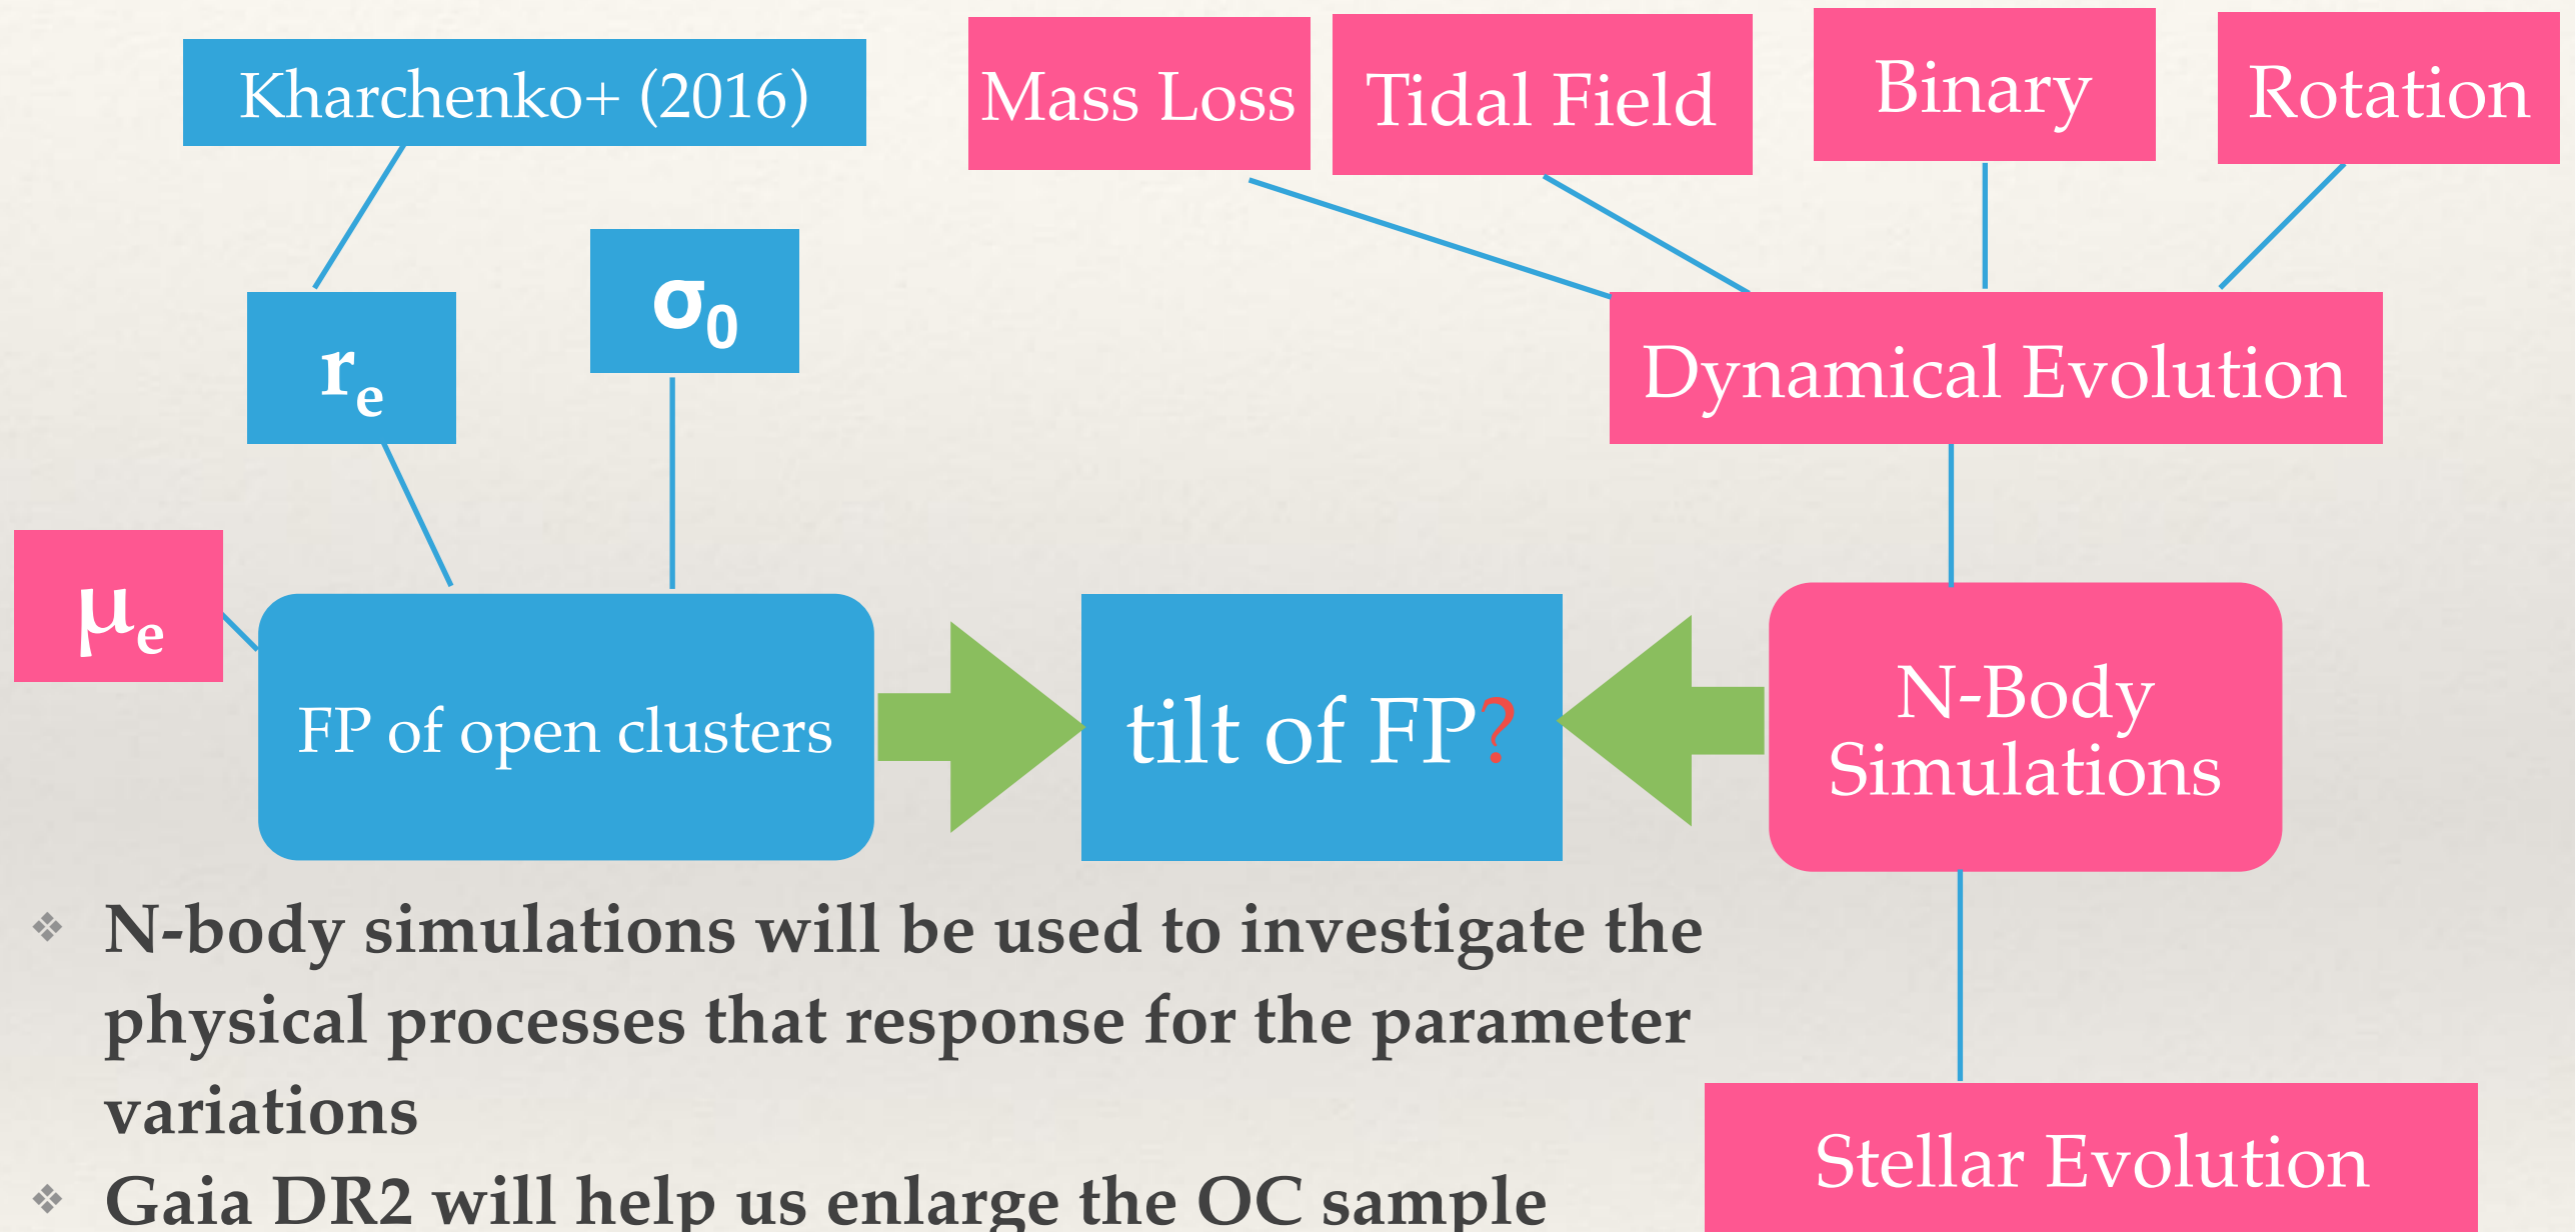 Kharchenko+ (2016)
Mass Loss
Tidal Field
Binary
Rotation
rₑ
σ₀
Dynamical Evolution
μₑ
FP of open clusters
tilt of FP?
N-Body
Simulations
❖ N-body simulations will be used to investigate the
physical processes that response for the parameter
variations
❖ Gaia DR2 will help us enlarge the OC sample
Stellar Evolution